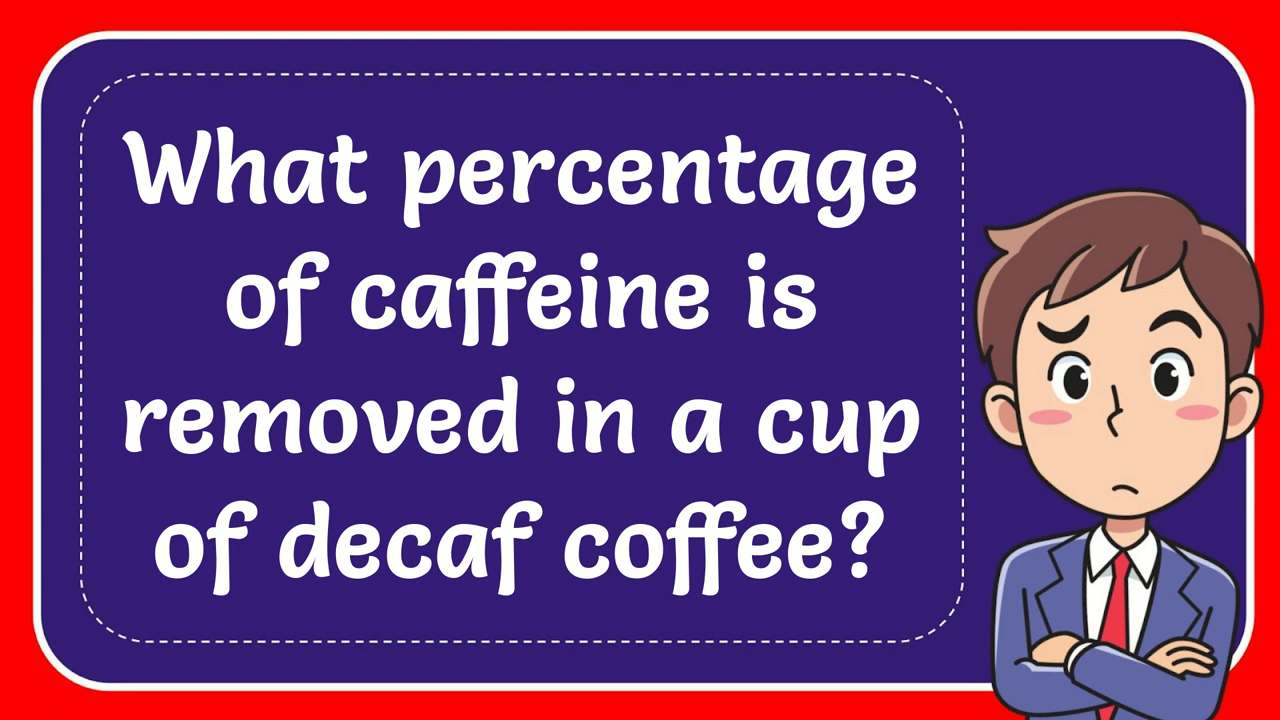 What percentage
of caffeine is
removed in a cup
of decaf coffee?